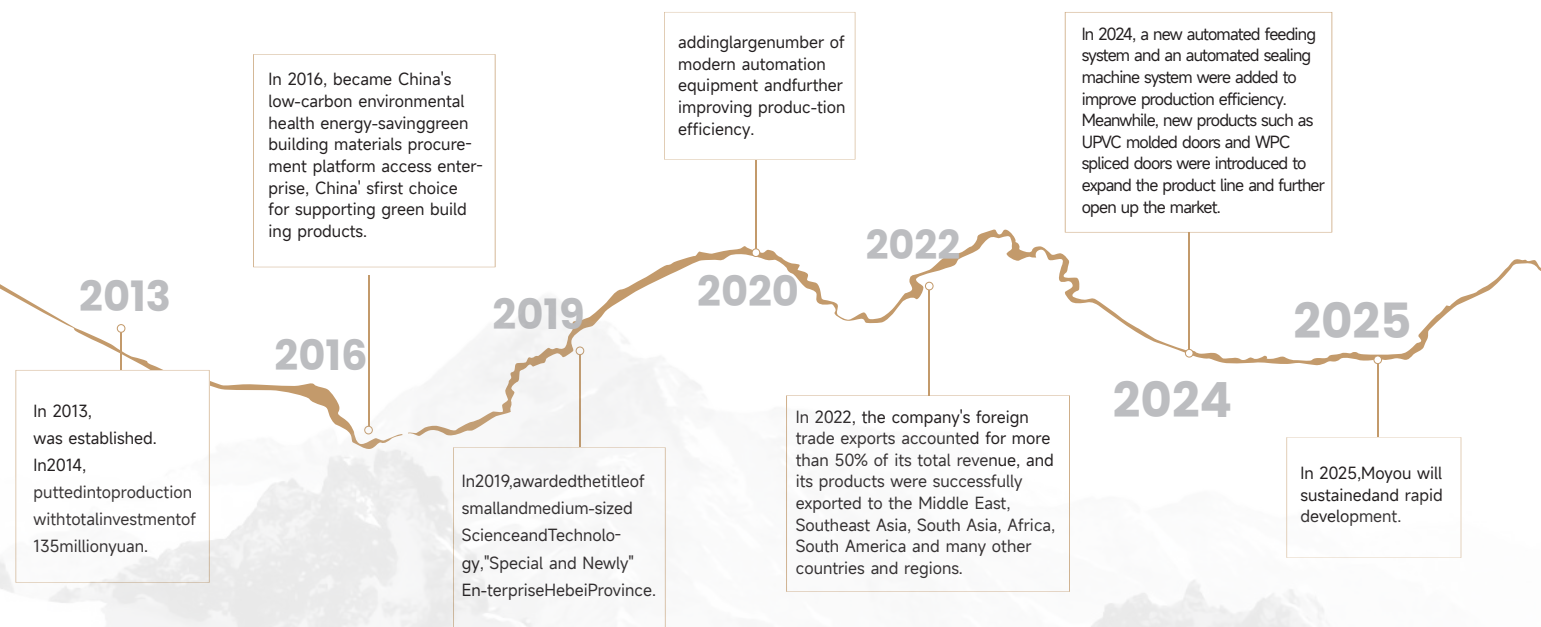 2013
In 2013,
was established.
In2014,
puttedintoproduction
withtotalinvestmentof
135millionyuan.
In 2016, became China's
low-carbon environmental
health energy-savinggreen
building materials procure-
ment platform access enter-
prise, China' sfirst choice
for supporting green build
ing products.
2016
2019
In2019,awardedthetitleof
smallandmedium-sized
ScienceandTechnolo-
gy,"Special and Newly"
En-terpriseHebeiProvince.
addinglargenumber of
modern automation
equipment andfurther
improving produc-tion
efficiency.
2020
2022
In 2022, the company's foreign
trade exports accounted for more
than 50% of its total revenue, and
its products were successfully
exported to the Middle East,
Southeast Asia, South Asia, Africa,
South America and many other
countries and regions.
In 2024, a new automated feeding
system and an automated sealing
machine system were added to
improve production efficiency.
Meanwhile, new products such as
UPVC molded doors and WPC
spliced doors were introduced to
expand the product line and further
open up the market.
2024
2025
In 2025,Moyou will
sustainedand rapid
development.